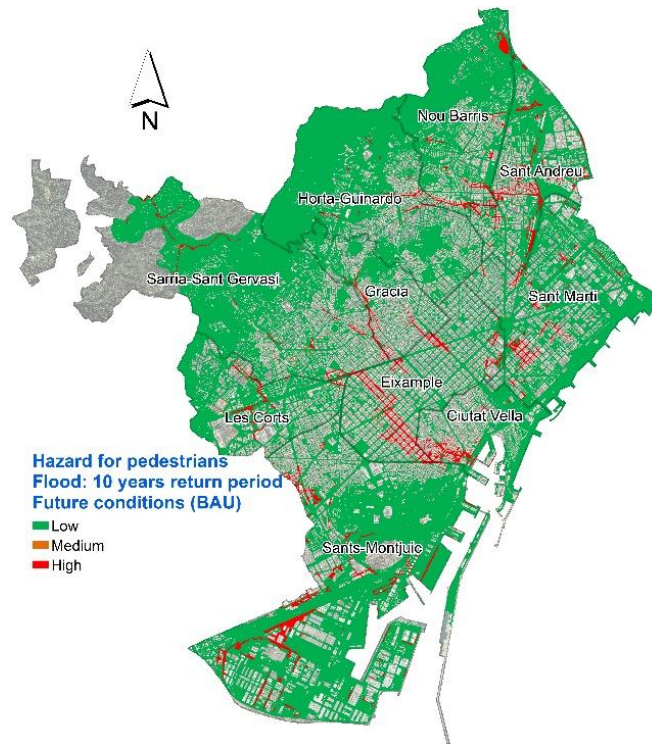 N
Nou Barris
Sant Andreu
Horta-Guinardo
Sarria-Sant Gervasi
Gracia
Sant Marti
Eixample
Les Corts
Ciutat Vella
Hazard for pedestrians
Flood: 10 years return period
Future conditions (BAU)
Low
Medium
High
Sants-Montjuic